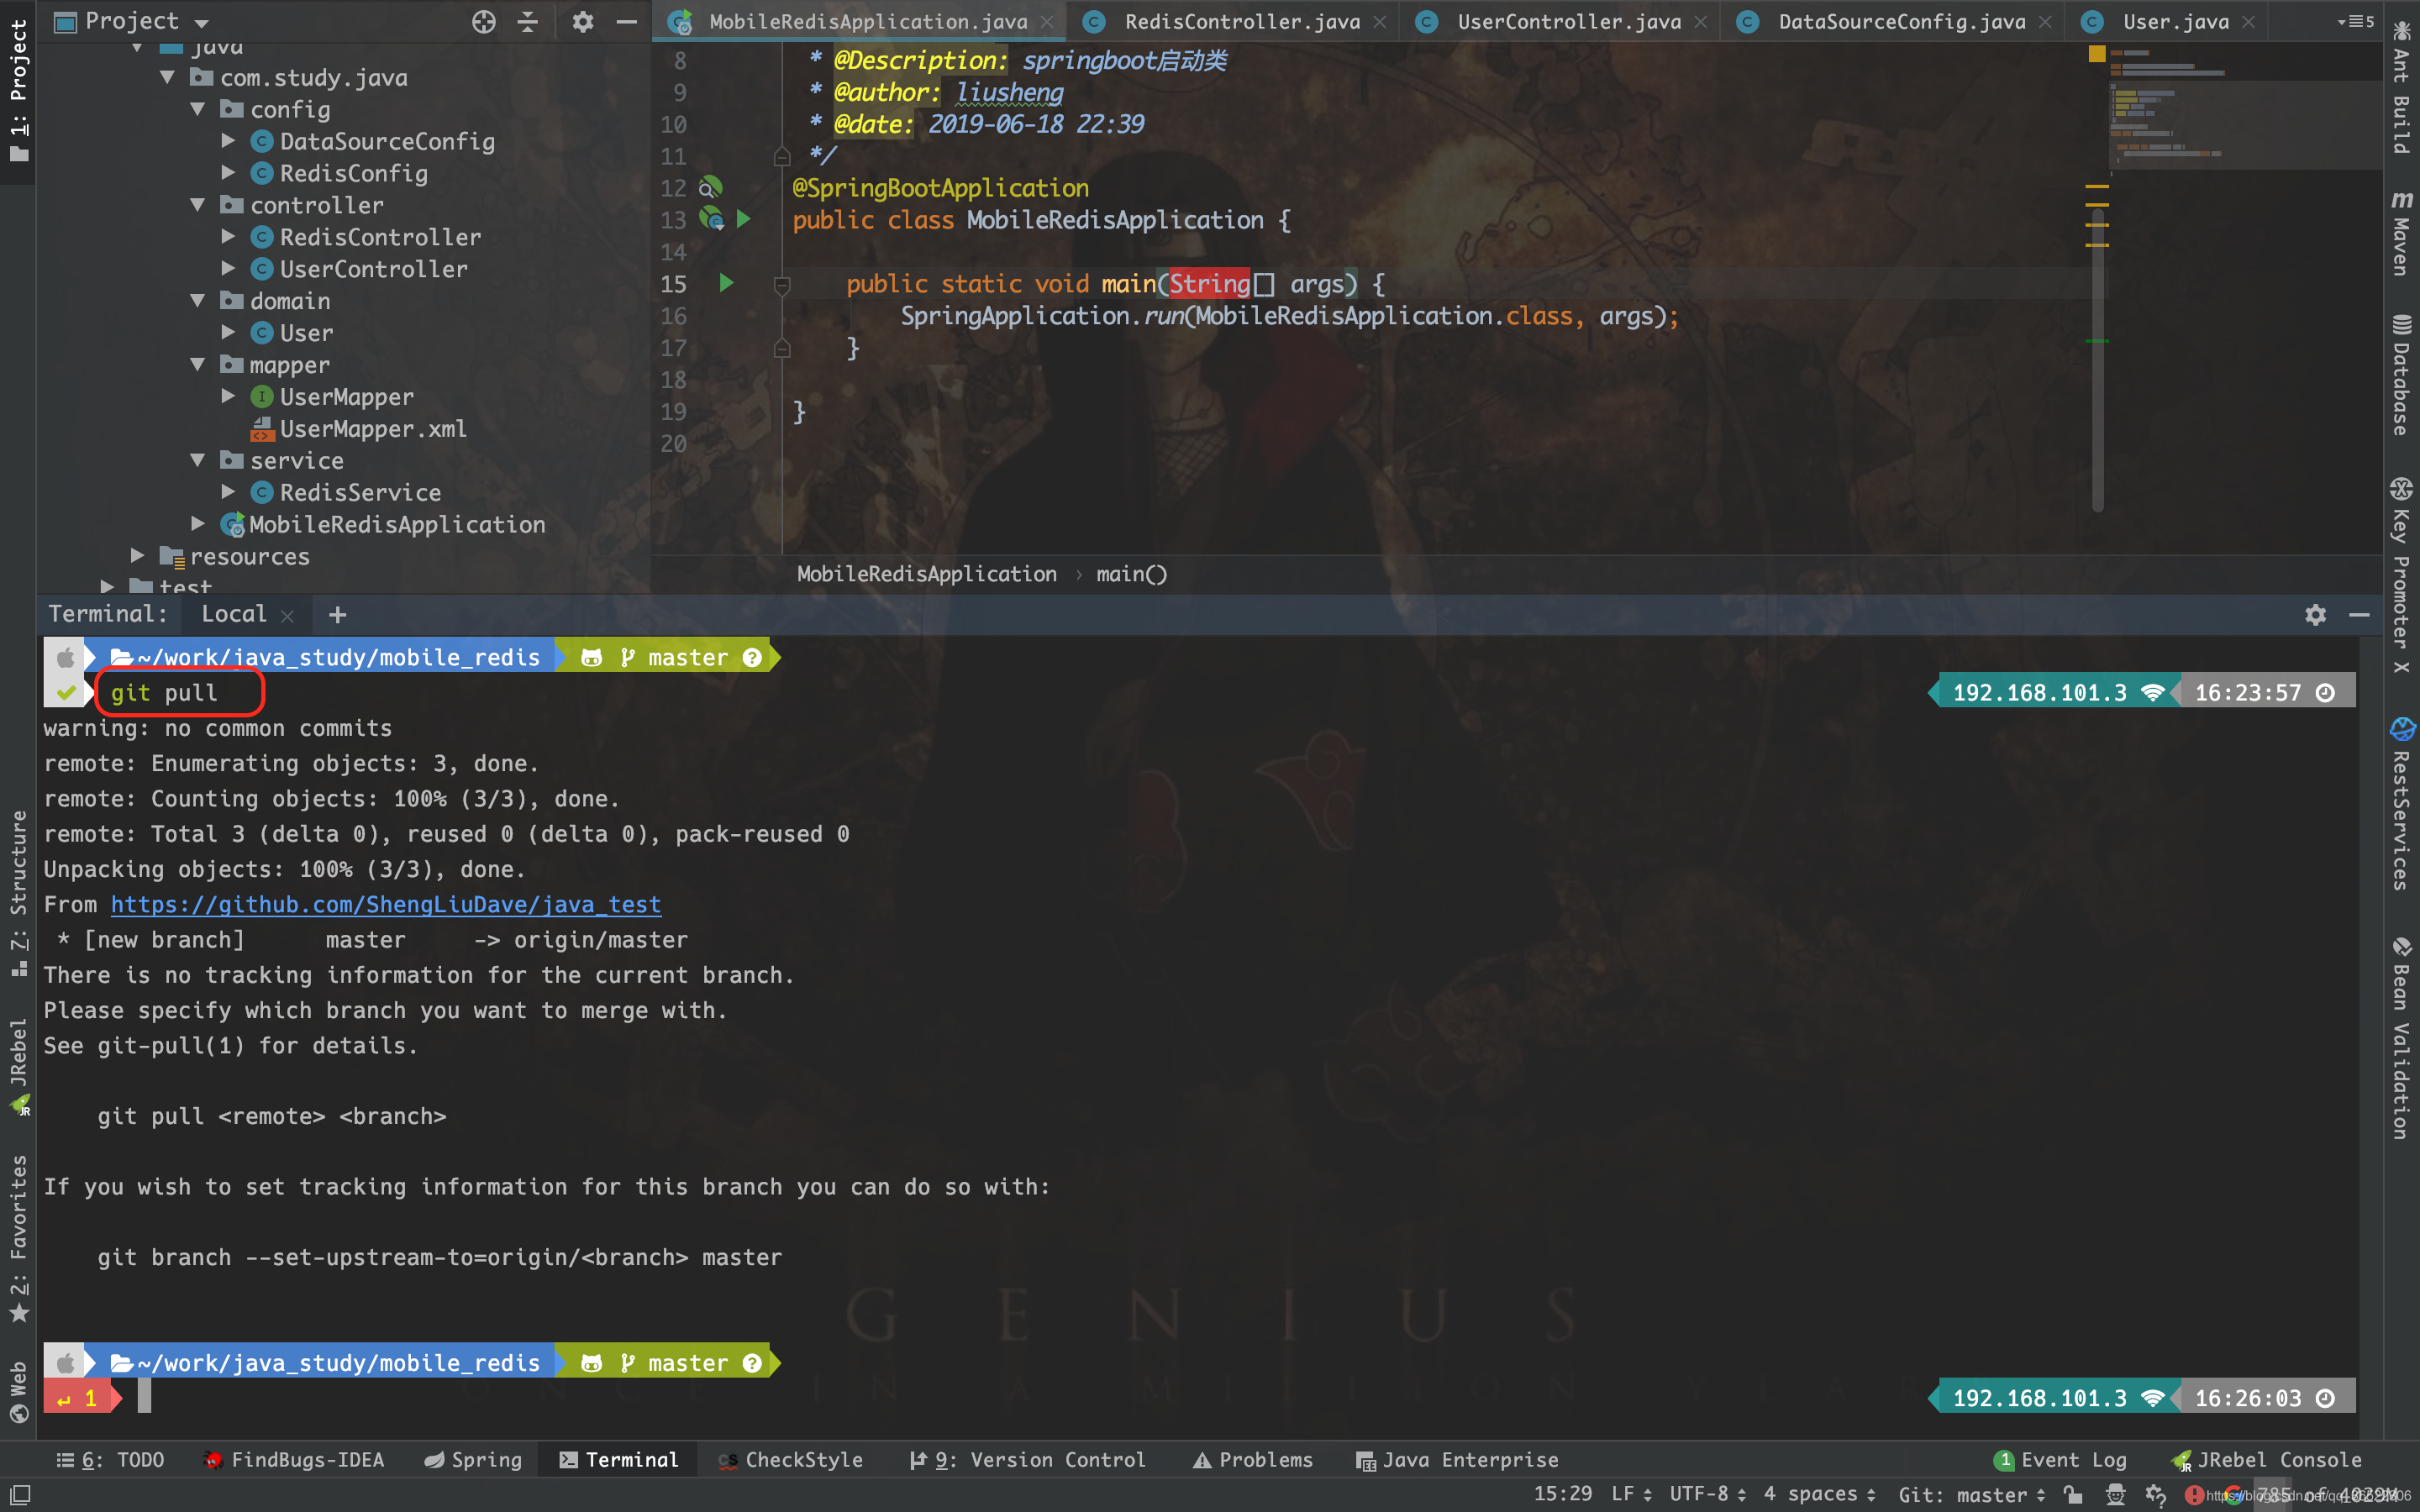 Project
MobileRedisApplication.java
RedisController.java
UserController.java
DataSourceConfig.java
User.java
5
1: Project
7: Structure
JRebel
2: Favorites
Web
java
com.study.java
config
DataSourceConfig
RedisConfig
controller
RedisController
UserController
domain
User
mapper
UserMapper
UserMapper.xml
service
RedisService
MobileRedisApplication
resources
test
8 * @Description: springboot启动类
9 * @author: liusheng
10 * @date: 2019-06-18 22:39
11 */
12 @SpringBootApplication
13 public class MobileRedisApplication {
14
15 public static void main(String[] args) {
16 SpringApplication.run(MobileRedisApplication.class, args);
17 }
18
19 }
20
MobileRedisApplication › main()
Ant Build
Maven
Database
Key Promoter X
RestServices
Bean Validation
Terminal: Local
~/work/java_study/mobile_redis master
git pull 192.168.101.3 16:23:57
warning: no common commits
remote: Enumerating objects: 3, done.
remote: Counting objects: 100% (3/3), done.
remote: Total 3 (delta 0), reused 0 (delta 0), pack-reused 0
Unpacking objects: 100% (3/3), done.
From https://github.com/ShengLiuDave/java_test
* [new branch] master -> origin/master
There is no tracking information for the current branch.
Please specify which branch you want to merge with.
See git-pull(1) for details.
git pull <remote> <branch>
If you wish to set tracking information for this branch you can do so with:
git branch --set-upstream-to=origin/<branch> master
GENIUS
~/work/java_study/mobile_redis master
1 192.168.101.3 16:26:03
6: TODO FindBugs-IDEA Spring Terminal CheckStyle 9: Version Control Problems Java Enterprise 1 Event Log JRebel Console
15:29 LF UTF-8 4 spaces Git: master 785 of 4029M